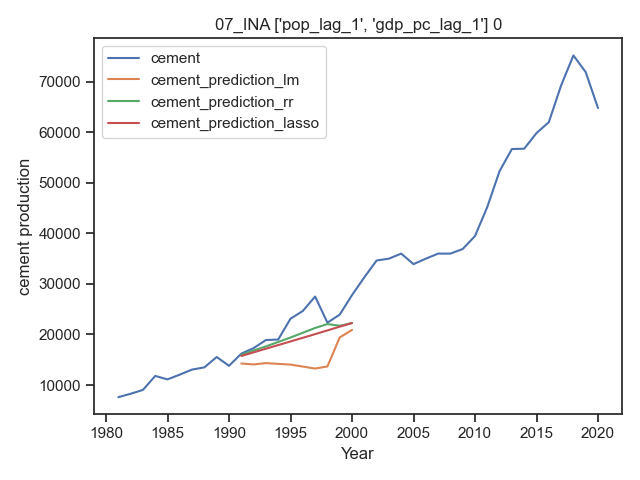 07_INA ['pop_lag_1', 'gdp_pc_lag_1'] 0
cement
cement_prediction_lm
cement_prediction_rr
cement_prediction_lasso
cement production
70000
60000
50000
40000
30000
20000
10000
1980 1985 1990 1995 2000 2005 2010 2015 2020
Year